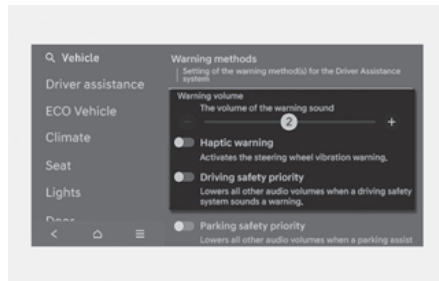 Vehicle
Driver assistance
ECO Vehicle
Climate
Seat
Lights
Door
Warning methods
Setting of the warning method(s) for the Driver Assistance
system
Warning volume
The volume of the warning sound
− 2 +
Haptic warning
Activates the steering wheel vibration warning.
Driving safety priority
Lowers all other audio volumes when a driving safety
system sounds a warning.
Parking safety priority
Lowers all other audio volumes when a parking assist